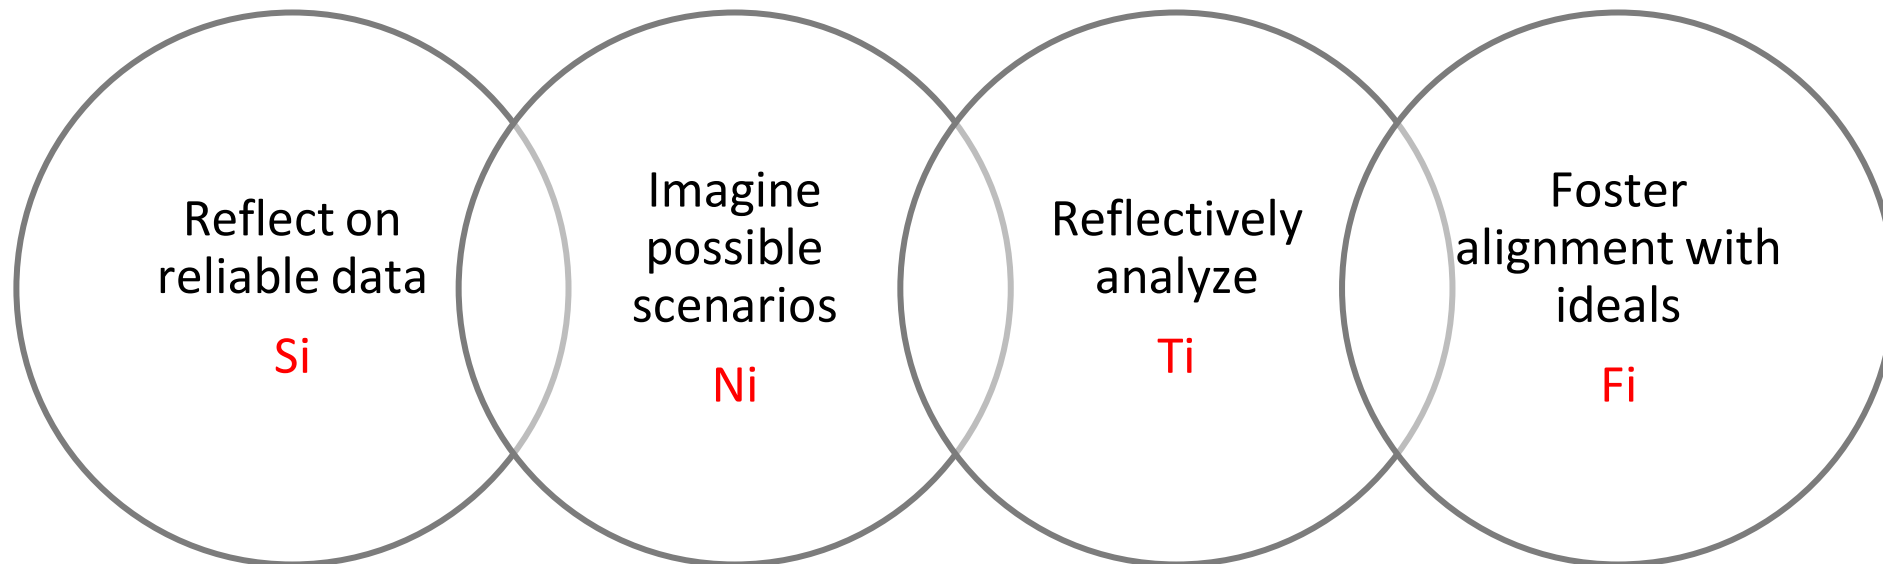 Reflect on
reliable data
Si
Imagine
possible
scenarios
Ni
Reflectively
analyze
Ti
Foster
alignment with
ideals
Fi